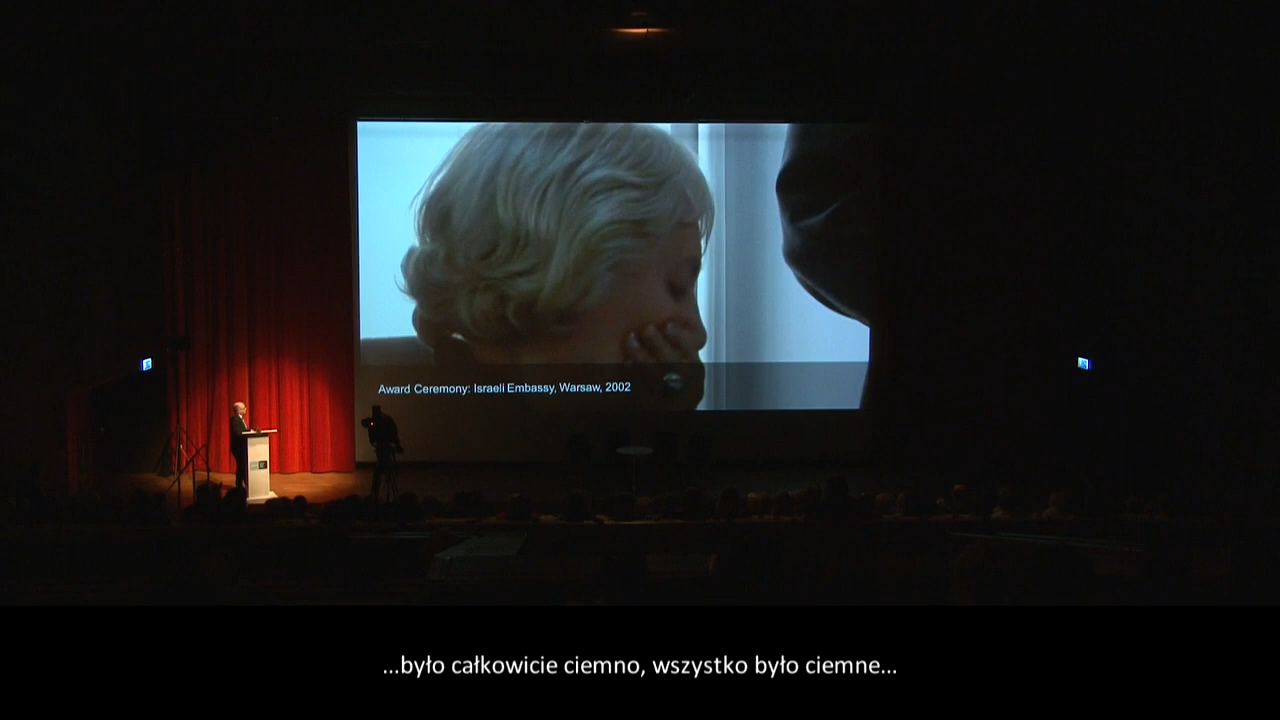 Award Ceremony: Israeli Embassy, Warsaw, 2002
...było całkowicie ciemno, wszystko było ciemne...